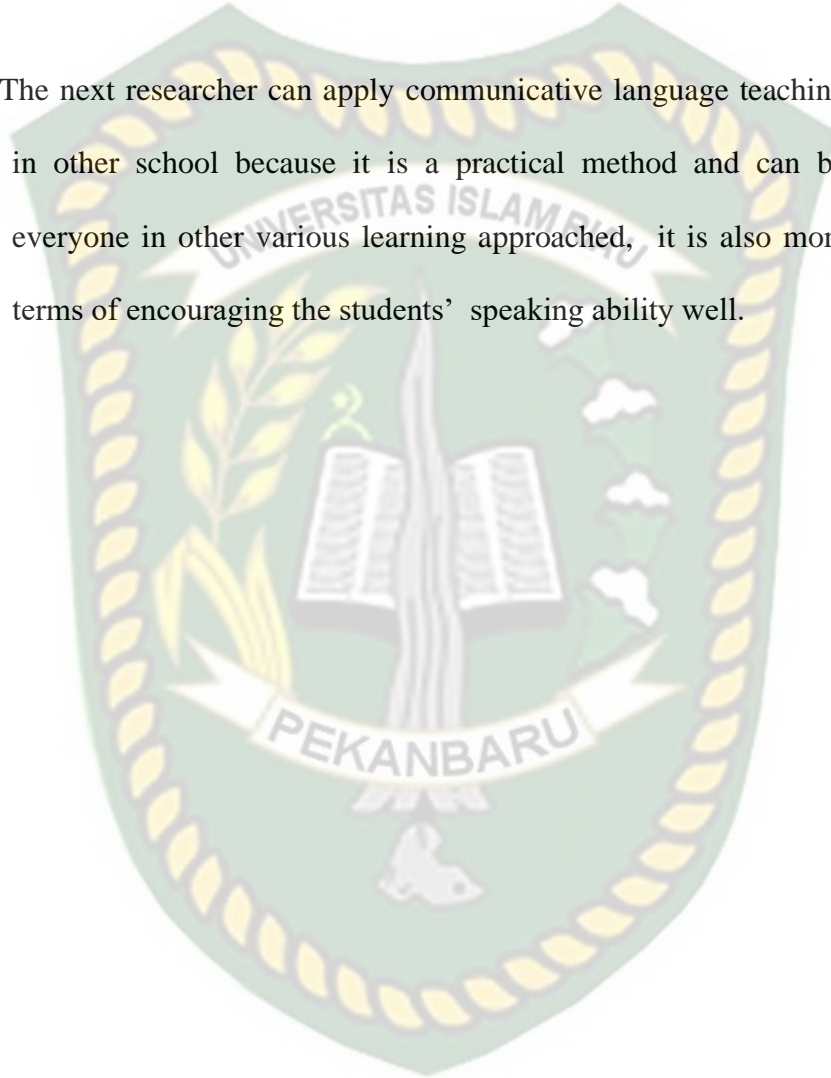 The next researcher can apply communicative language teachin
in other school because it is a practical method and can b
UNIVERSITAS ISLAM RIAU
everyone in other various learning approached, it is also mor
terms of encouraging the students’ speaking ability well.
PEKANBARU